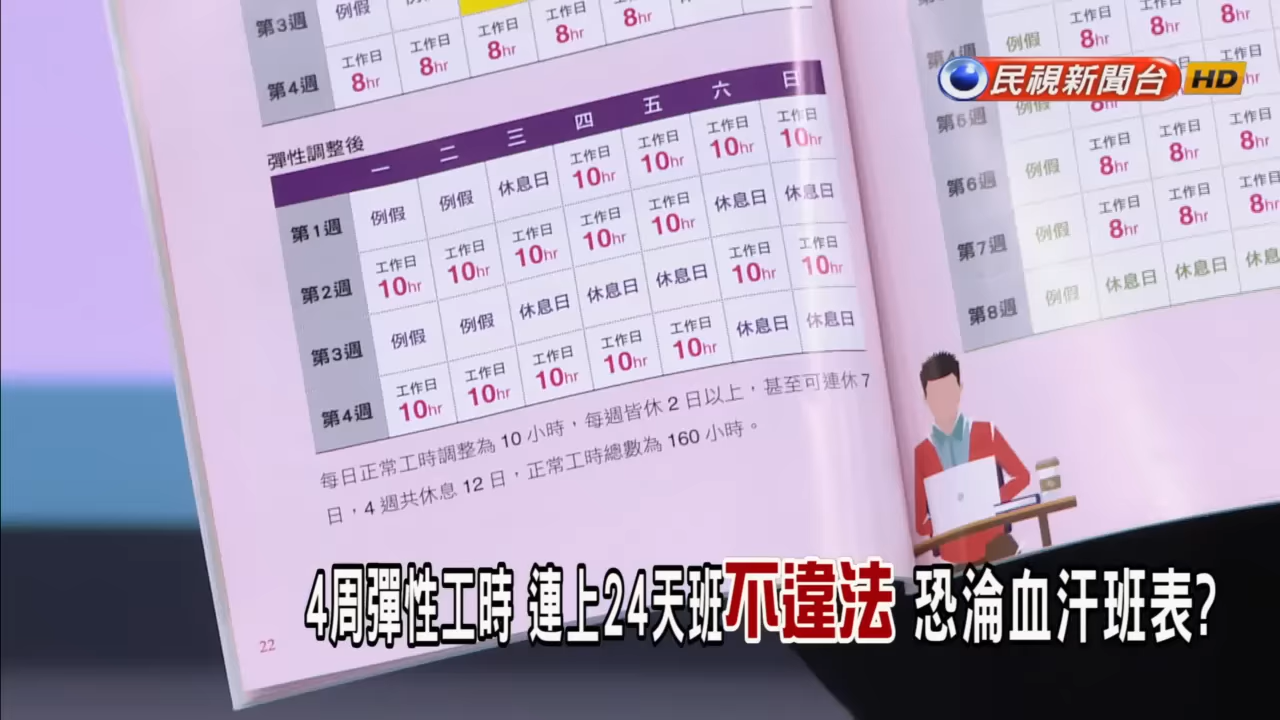 第3週 例假
第4週 工作日 8hr 工作日 8hr 工作日 8hr 工作日 8hr 8hr
彈性調整後
一 二 三 四 五 六 日
第1週 例假 例假 休息日 工作日 10hr 工作日 10hr 工作日 10hr 工作日 10hr
第2週 工作日 10hr 工作日 10hr 工作日 10hr 工作日 10hr 工作日 10hr 休息日 休息日
第3週 例假 例假 休息日 休息日 休息日 工作日 10hr 工作日 10hr
第4週 工作日 10hr 工作日 10hr 工作日 10hr 工作日 10hr 工作日 10hr 休息日 休息日
每日正常工時調整為 10 小時，每週皆休 2 日以上，甚至可連休 7
日，4 週共休息 12 日，正常工時總數為 160 小時。
22
第4週 例假 工作日 8hr 工作日 8hr 8hr
例假 8hr 工作日
第6週 例假 工作日 8hr 工作日 8hr 工作日 8hr
第7週 例假 工作日 8hr 工作日 8hr 工作日 8hr
第8週 例假 休息日 休息日 休息
民視新聞台 HD
4周彈性工時 連上24天班不違法 恐淪血汗班表?